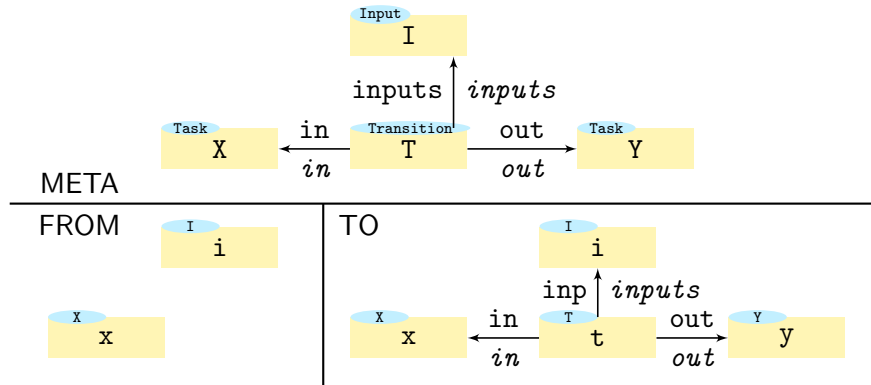 Input
I
inputs inputs
Task in Transition out Task
X T Y
in out
META
FROM TO
I I
i i
inp inputs
X X in T out Y
x x t y
in out